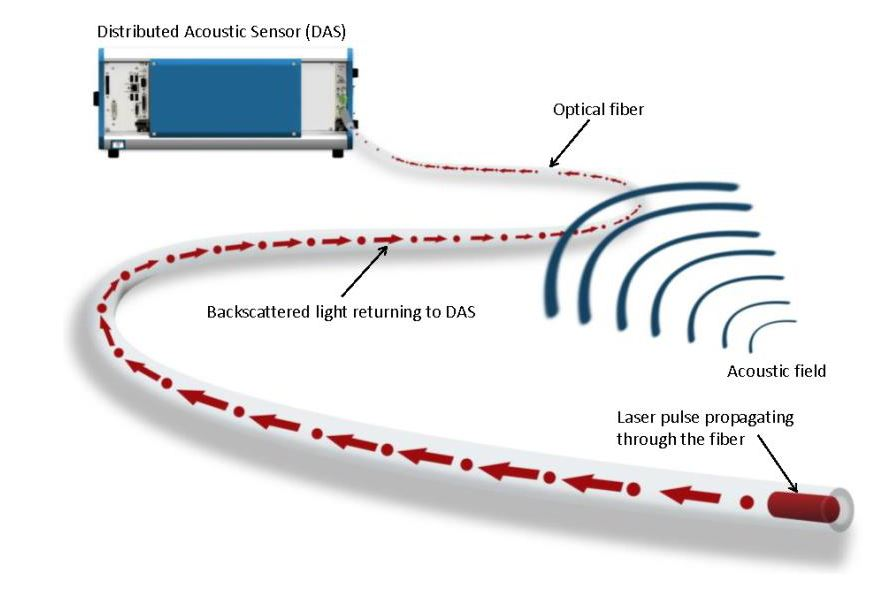 Distributed Acoustic Sensor (DAS)
Optical fiber
Backscattered light returning to DAS
Acoustic field
Laser pulse propagating
through the fiber